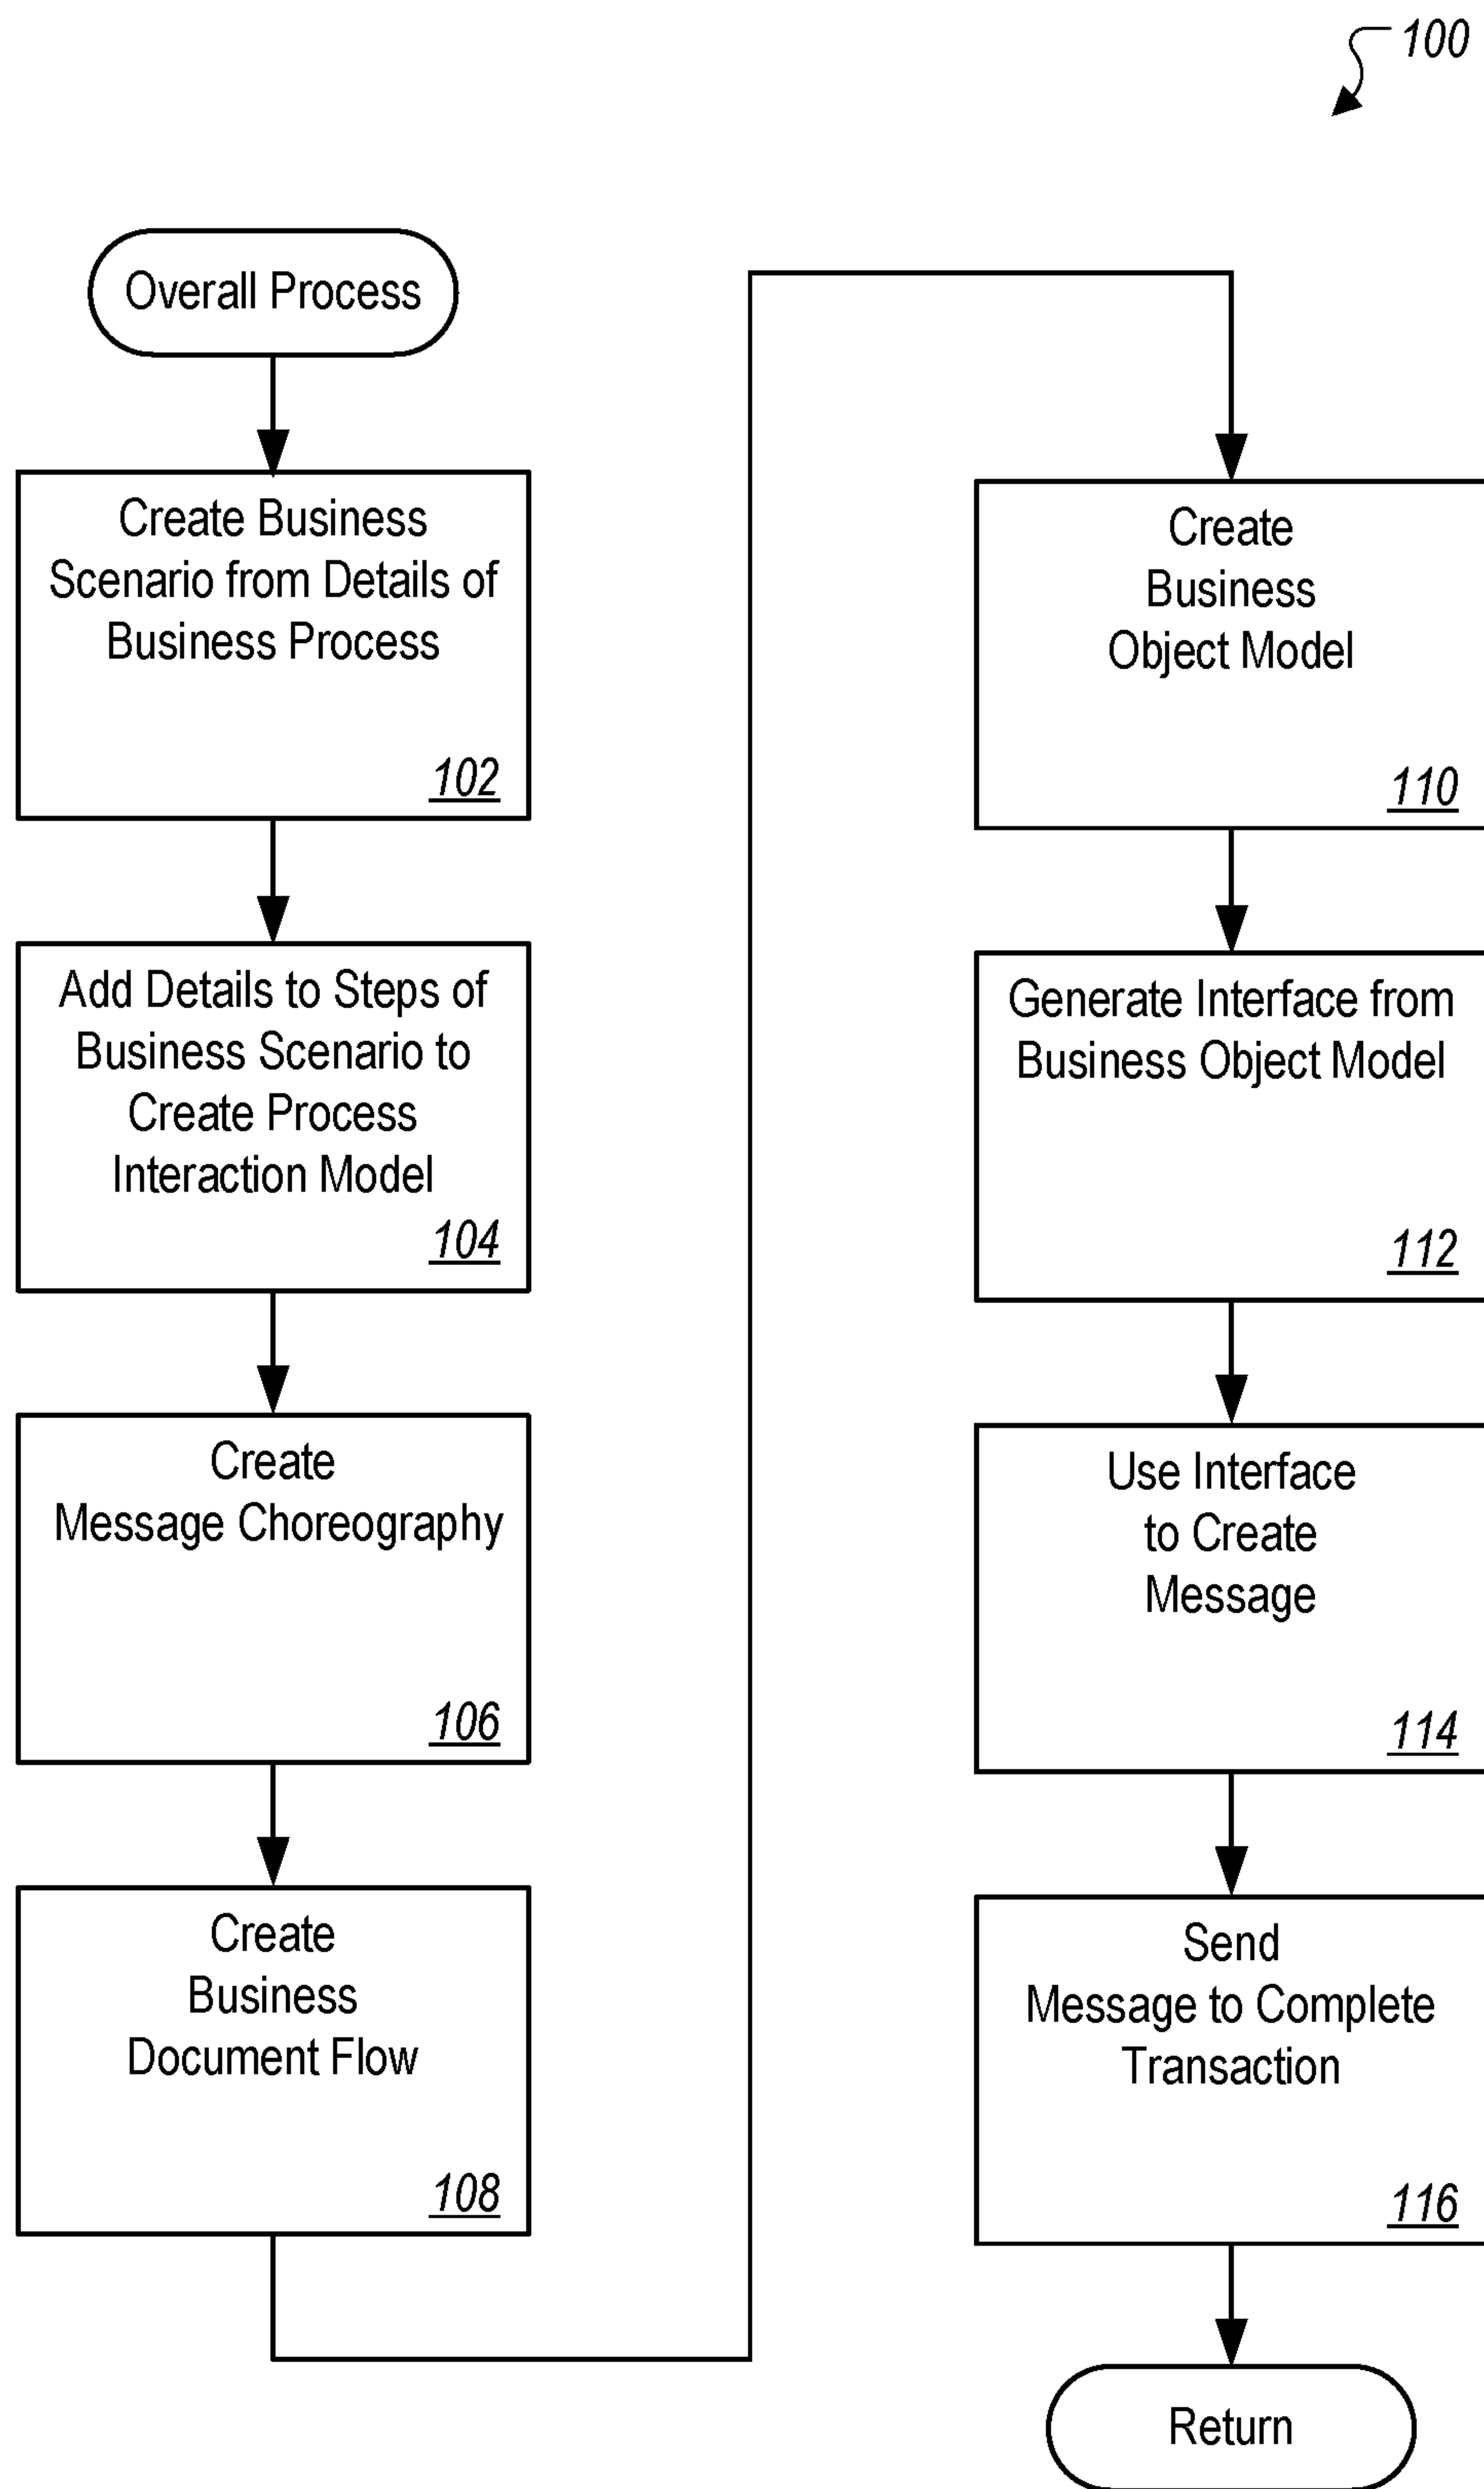 100
Overall Process
Create Business
Scenario from Details of
Business Process
102
Add Details to Steps of
Business Scenario to
Create Process
Interaction Model
104
Create
Message Choreography
106
Create
Business
Document Flow
108
Create
Business
Object Model
110
Generate Interface from
Business Object Model
112
Use Interface
to Create
Message
114
Send
Message to Complete
Transaction
116
Return